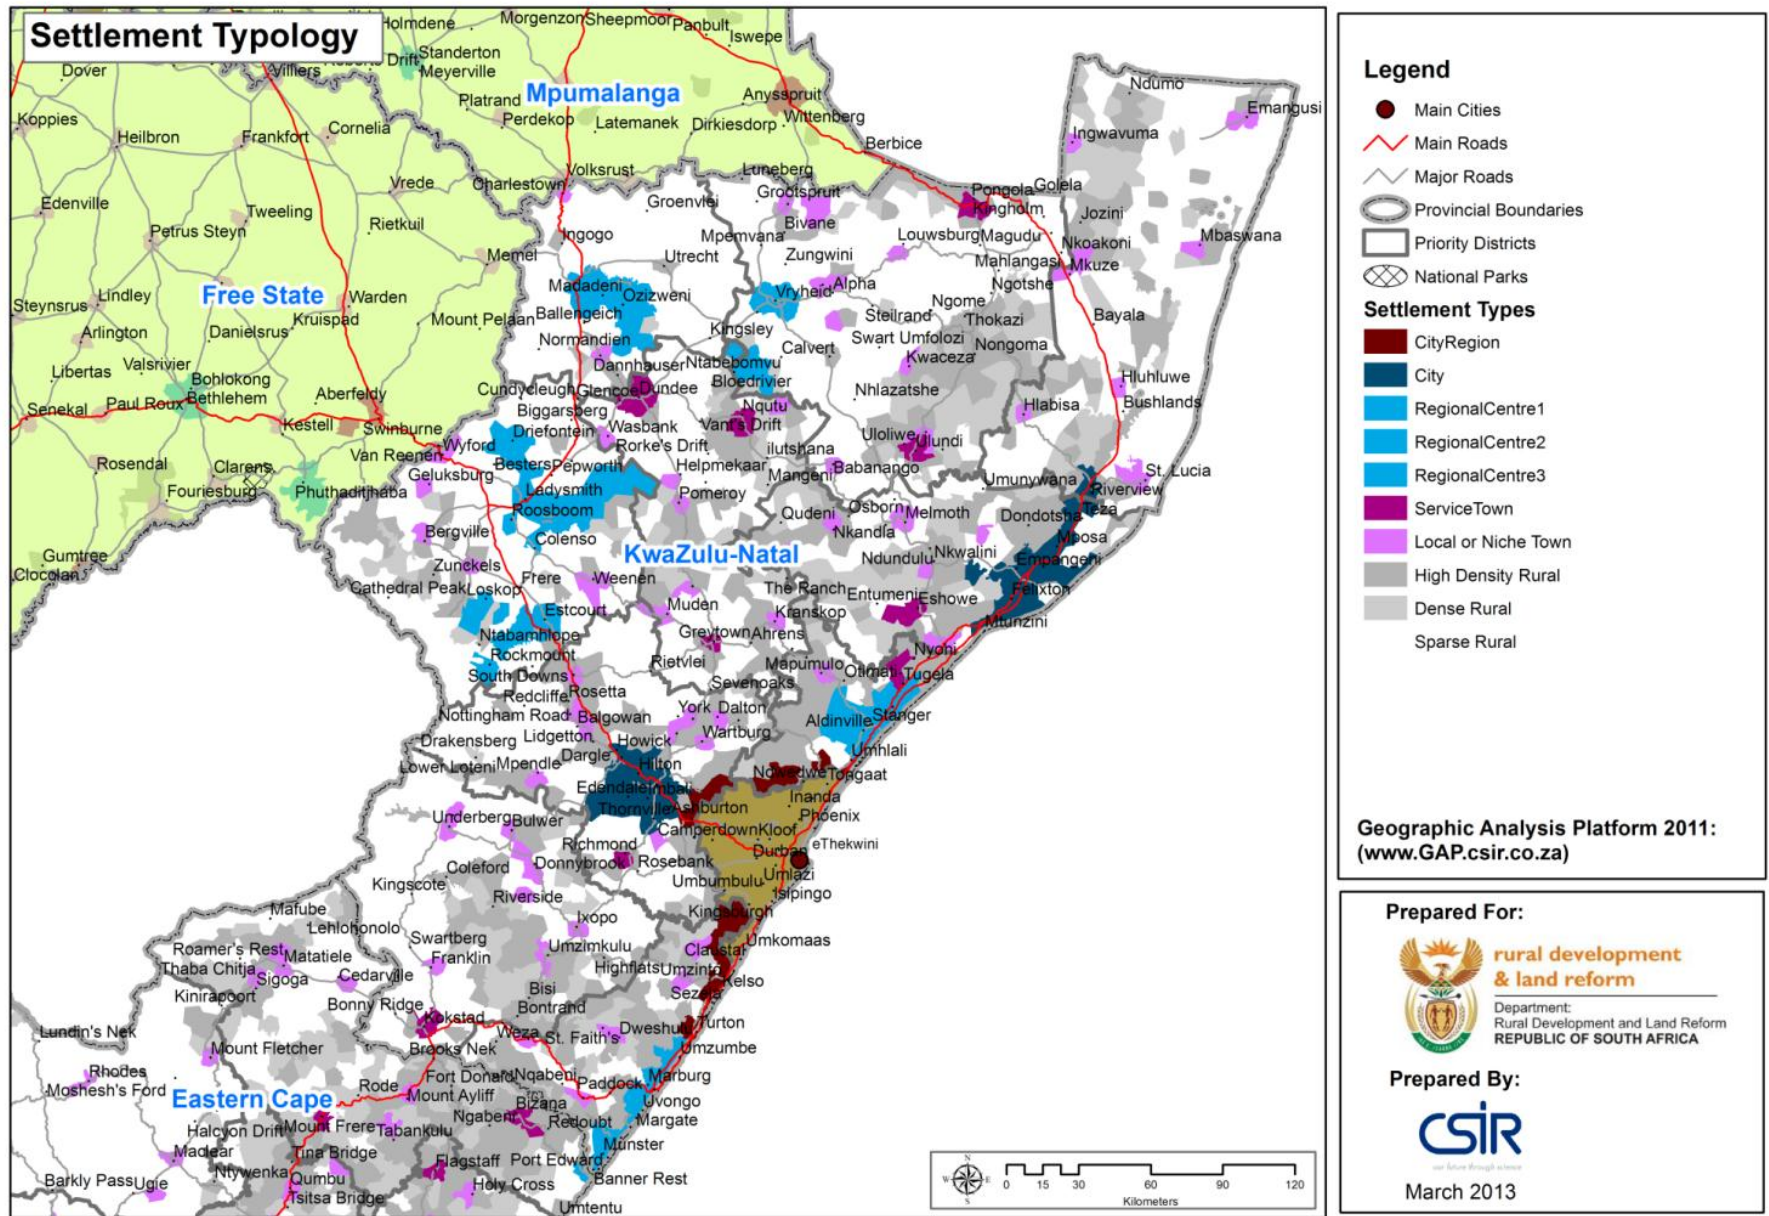 Settlement Typology
Holmdene
Morgenzon
Sheepmoor
Panbult
Iswepe
Standerton
Meyerville
Dover
Villiers
Mpumalanga
Anysspruit
Wittenberg
Platrand
Perdekop
Latemanek
Dirkiesdorp
Koppies
Heilbron
Frankfort
Cornelia
Berbice
Ndumo
Emangusi
Ingwavuma
Volksrust
Charlestown
Luneberg
Grootspruit
Bivane
Groenvlei
Pongola
Golela
Kingholm
Jozini
Vrede
Edenville
Tweeling
Petrus Steyn
Rietkuil
Memel
Ingogo
Utrecht
Mpemvana
Zungwini
Louwsburg
Magudu
Nkoakoni
Mbaswana
Mahlangasi
Mkuze
Ngotshe
Steynsrus
Lindley
Free State
Warden
Kruispad
Danielsrus
Arlington
Mount Pelaan
Madadeni
Ozizweni
Ballengeich
Vryheid
Alpha
Ngome
Steilrand
Thokazi
Bayala
Normandien
Kingsley
Calvert
Swart Umfolozi
Nongoma
Kwaceza
Libertas
Valsrivier
Bohlokong
Bethlehem
Paul Roux
Aberfeldy
Dannhauser
Ntabebomvu
Bloedrivier
Cundycleugh
Glencoe
Dundee
Nhlazatshe
Hluhluwe
Bushlands
Senekal
Kestell
Swinburne
Biggarsberg
Driefontein
Wasbank
Nqutu
Vant's Drift
Hlabisa
Uloliwe
Ulundi
Van Reenen
Wyford
Rorke's Drift
ilutshana
Rosendal
Clarens
Fouriesburg
Phuthaditjhaba
Geluksburg
Besters
Pepworth
Helpmekaar
Mangeni
Babanango
St. Lucia
Ladysmith
Pomeroy
Umunywana
Riverview
Teza
Roosboom
Bergville
Colenso
Qudeni
Osborn
Melmoth
Nkandla
Dondotsha
Mposa
KwaZulu-Natal
Gumtree
Clocolan
Zunckels
Cathedral Peak
Loskop
Frere
Weenen
Ndundulu
Nkwalini
Empangeni
The Ranch
Entumeni
Eshowe
Felixton
Estcourt
Muden
Kranskop
Mtunzini
Ntabamhlope
Greytown
Ahrens
Rockmount
Rietvlei
Mapumulo
Otimati
Nyoni
Tugela
South Downs
Redcliffe
Rosetta
Sevenoaks
Nottingham Road
Balgowan
York
Dalton
Aldinville
Stanger
Lidgetton
Wartburg
Drakensberg
Dargle
Howick
Umhlali
Lower Loteni
Mpendle
Hilton
Ndwedwe
Tongaat
Edendale
Imbali
Inanda
Thornville
Ashburton
Phoenix
Underberg
Bulwer
Camperdown
Kloof
Richmond
Durban
eThekwini
Coleford
Donnybrook
Rosebank
Umlazi
Umbumbulu
Isipingo
Kingscote
Riverside
Kingsburgh
Mafube
Lehlohonolo
Ixopo
Umkomaas
Roamer's Rest
Matatiele
Swartberg
Franklin
Umzimkulu
Claustal
Thaba Chitja
Sigoga
Cedarville
Highflats
Umzinto
Kelso
Kinirapoort
Bonny Ridge
Bisi
Sezela
Bontrand
Kokstad
Dweshula
Turton
Lundin's Nek
Weza
St. Faith's
Umzumbe
Mount Fletcher
Brooks Nek
Rhodes
Moshesh's Ford
Rode
Fort Donald
Nqabeni
Paddock
Marburg
Eastern Cape
Mount Ayliff
Bizana
Uvongo
Halcyon Drift
Mount Frere
Ngabeni
Redoubt
Margate
Tabankulu
Maclear
Tina Bridge
Munster
Ntywenka
Flagstaff
Port Edward
Barkly Pass
Ugie
Qumbu
Banner Rest
Tsitsa Bridge
Holy Cross
Umtentu
N
W
E
S
0 15 30 60 90 120
Kilometers
Legend
Main Cities
Main Roads
Major Roads
Provincial Boundaries
Priority Districts
National Parks
Settlement Types
CityRegion
City
RegionalCentre1
RegionalCentre2
RegionalCentre3
ServiceTown
Local or Niche Town
High Density Rural
Dense Rural
Sparse Rural
Geographic Analysis Platform 2011:
(www.GAP.csir.co.za)
Prepared For:
rural development
& land reform
Department:
Rural Development and Land Reform
REPUBLIC OF SOUTH AFRICA
Prepared By:
CSIR
our future through science
March 2013